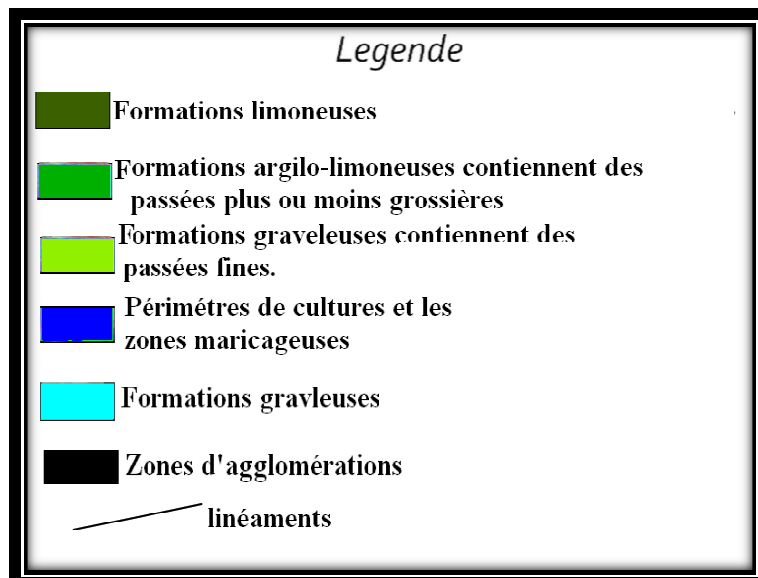 Legende
Formations limoneuses
Formations argilo-limoneuses contiennent des
passées plus ou moins grossières
Formations graveleuses contiennent des
passées fines.
Périmétres de cultures et les
zones maricageuses
Formations gravleuses
Zones d'agglomérations
linéaments